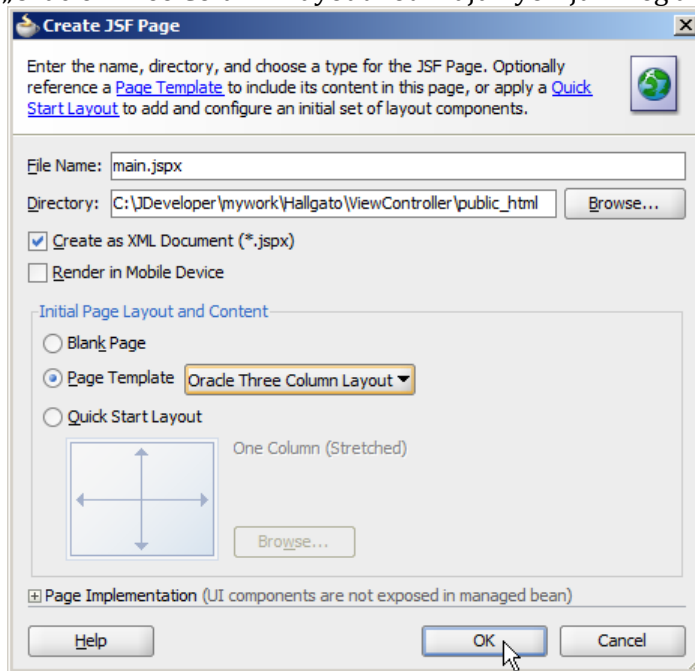 Create JSF Page
Enter the name, directory, and choose a type for the JSF Page. Optionally
reference a Page Template to include its content in this page, or apply a Quick
Start Layout to add and configure an initial set of layout components.
File Name: main.jspx
Directory: C:\JDeveloper\mywork\Hallgato\ViewController\public_html Browse...
Create as XML Document (*.jspx)
Render in Mobile Device
Initial Page Layout and Content
Blank Page
Page Template Oracle Three Column Layout
Quick Start Layout
One Column (Stretched)
Browse...
Page Implementation (UI components are not exposed in managed bean)
Help OK Cancel